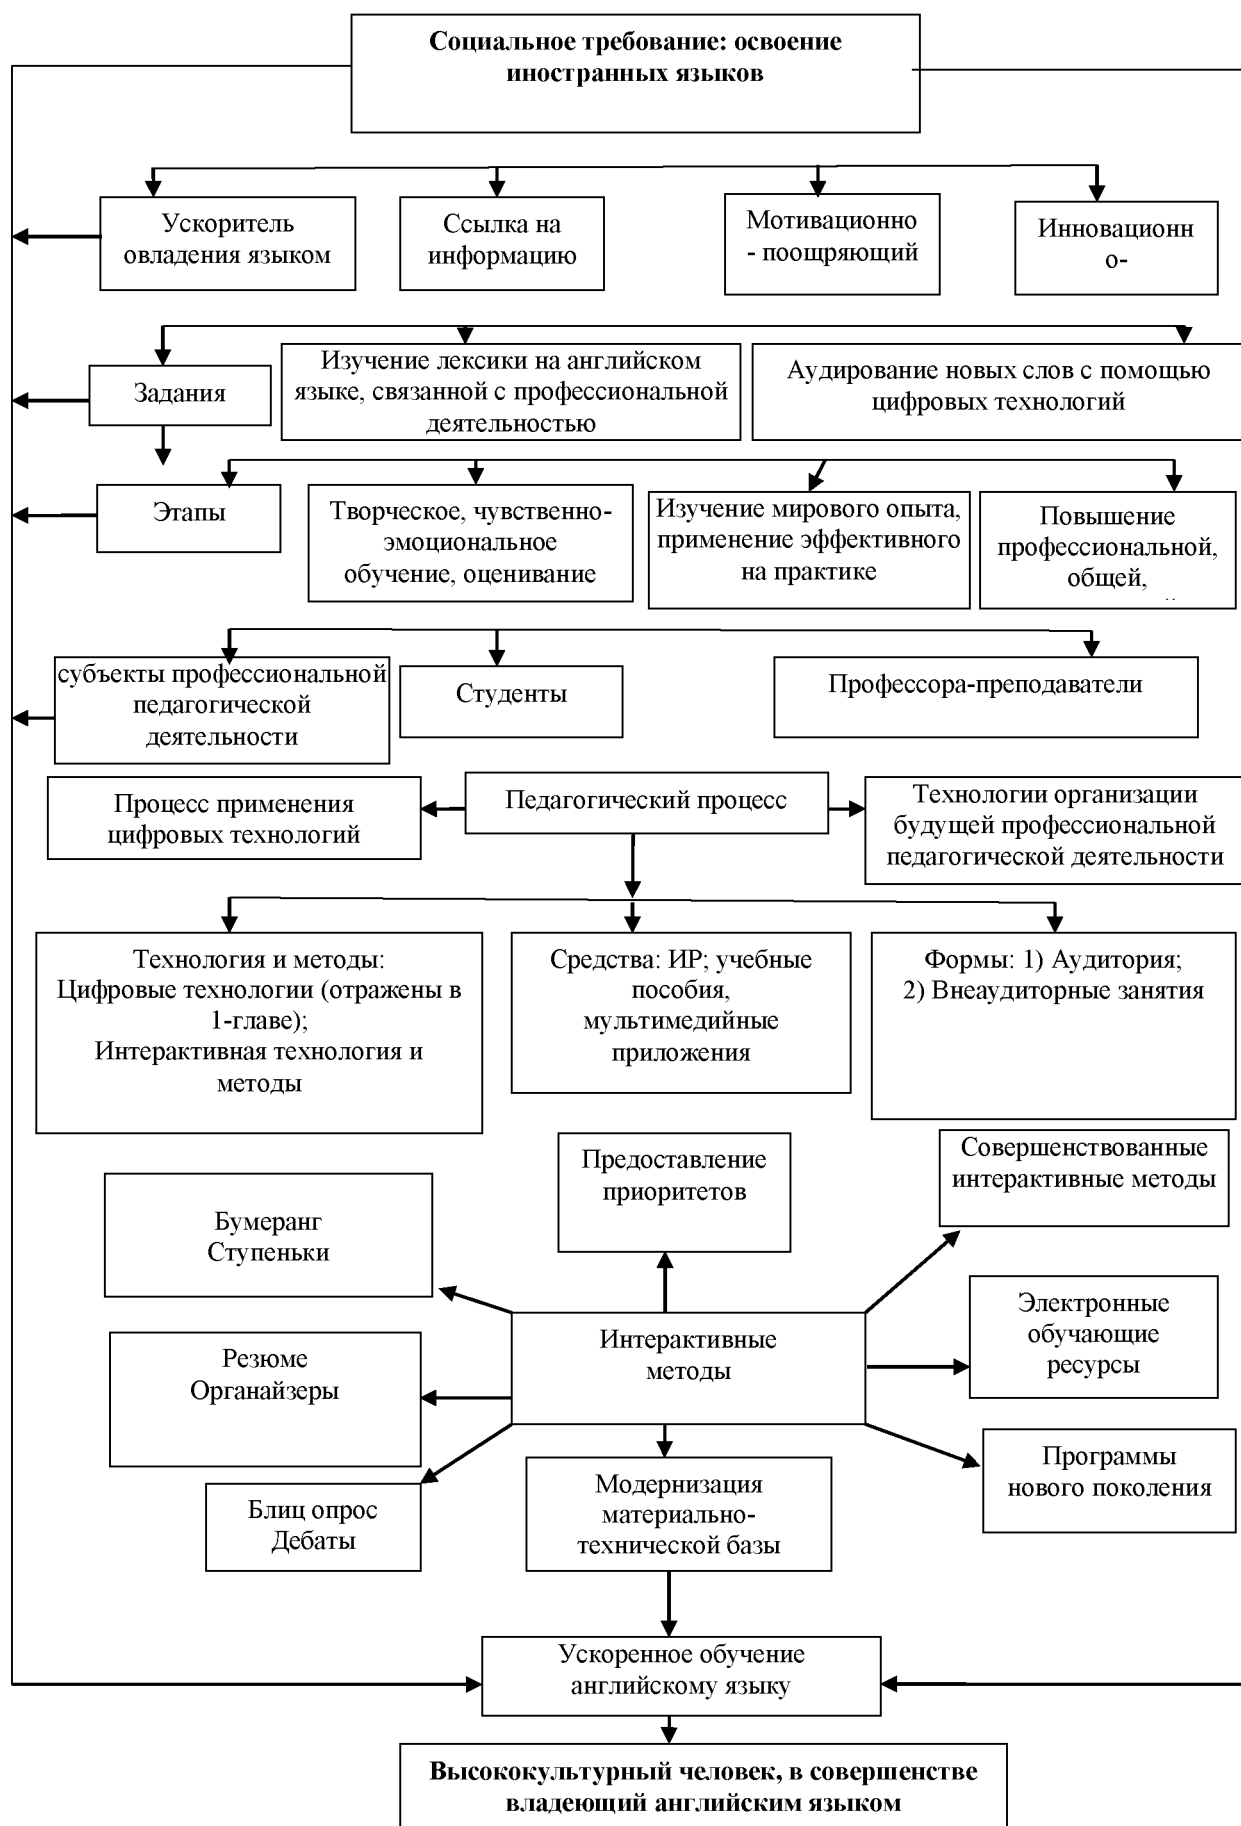 Социальное требование: освоение
иностранных языков
Ускоритель
овладения языком
Ссылка на
информацию
Мотивационно
- поощряющий
Инновационн
о-
Задания
Изучение лексики на английском
языке, связанной с профессиональной
деятельностью
Аудирование новых слов с помощью
цифровых технологий
Этапы
Творческое, чувственно-
эмоциональное
обучение, оценивание
Изучение мирового опыта,
применение эффективного
на практике
Повышение
профессиональной,
общей,
субъекты профессиональной
педагогической
деятельности
Студенты
Профессора-преподаватели
Процесс применения
цифровых технологий
Педагогический процесс
Технологии организации
будущей профессиональной
педагогической деятельности
Технология и методы:
Цифровые технологии (отражены в
1-главе);
Интерактивная технология и
методы
Средства: ИР; учебные
пособия,
мультимедийные
приложения
Формы: 1) Аудитория;
2) Внеаудиторные занятия
Предоставление
приоритетов
Совершенствованные
интерактивные методы
Бумеранг
Ступеньки
Электронные
обучающие
ресурсы
Интерактивные
методы
Резюме
Органайзеры
Программы
нового поколения
Модернизация
материально-
технической базы
Блиц опрос
Дебаты
Ускоренное обучение
английскому языку
Высококультурный человек, в совершенстве
владеющий английским языком